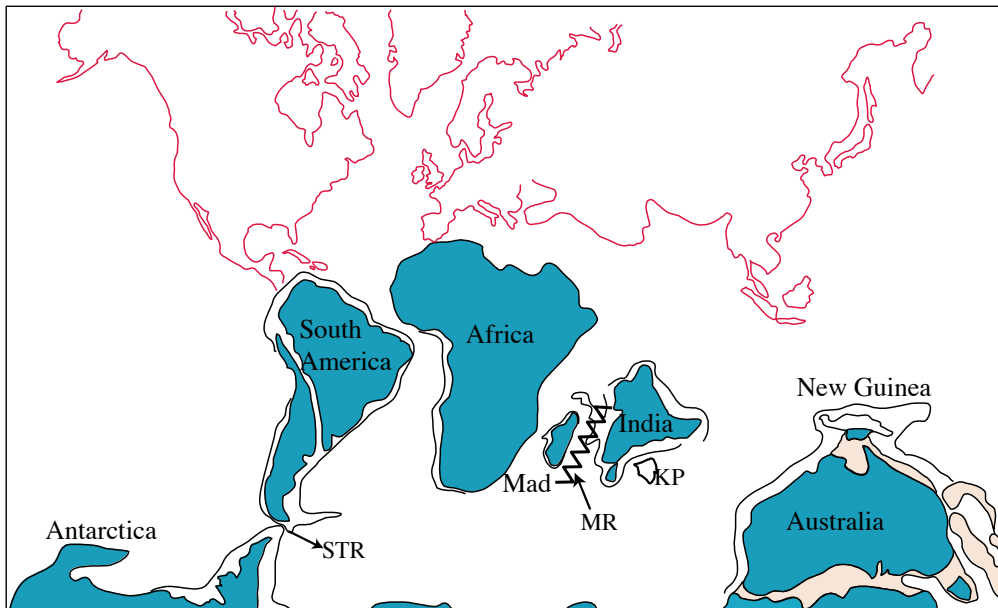 South
America
Africa
New Guinea
India
Mad
KP
MR
Australia
Antarctica
STR